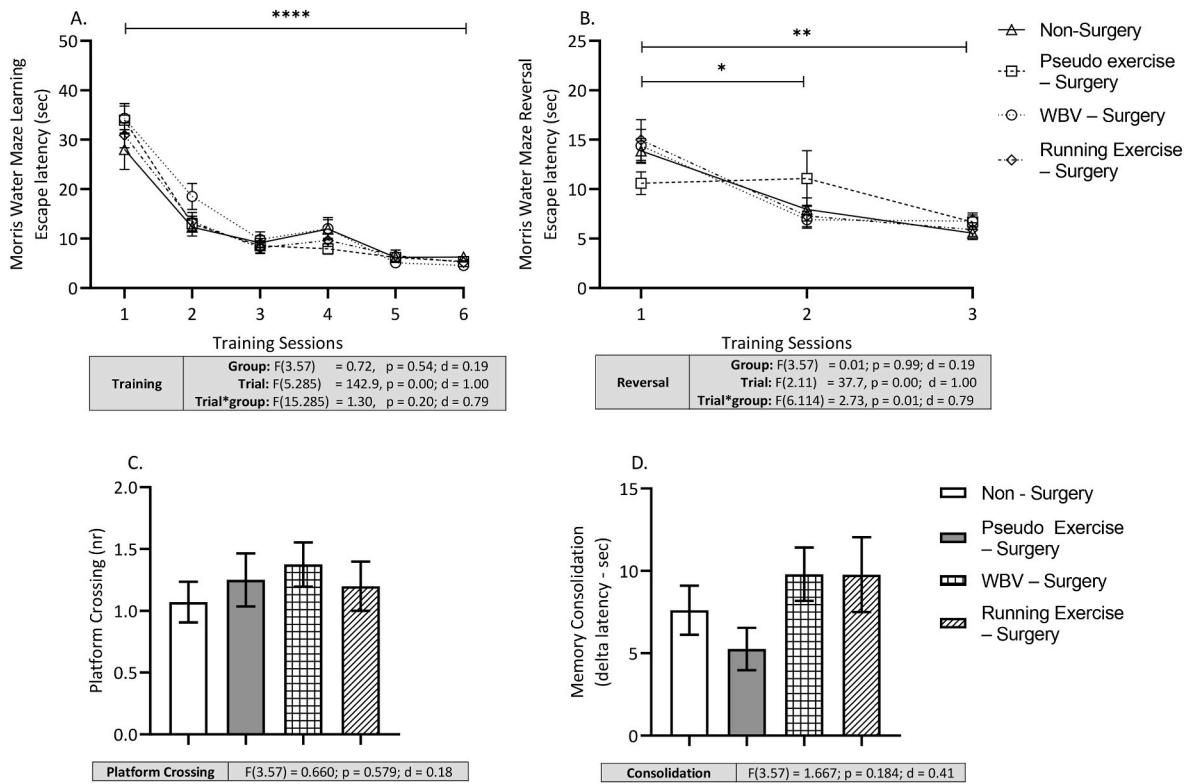 A.
****
50
40
30
20
10
0
Morris Water Maze Learning
Escape latency (sec)
1 2 3 4 5 6
Training Sessions
Training
Group: F(3.57) = 0.72, p = 0.54; d = 0.19
Trial: F(5.285) = 142.9, p = 0.00; d = 1.00
Trial*group: F(15.285) = 1.30, p = 0.20; d = 0.79
B.
**
*
25
20
15
10
5
0
Morris Water Maze Reversal
Escape latency (sec)
1 2 3
Training Sessions
Reversal
Group: F(3.57) = 0.01; p = 0.99; d = 0.19
Trial: F(2.11) = 37.7, p = 0.00; d = 1.00
Trial*group: F(6.114) = 2.73, p = 0.01; d = 0.79
Non-Surgery
Pseudo exercise
– Surgery
WBV – Surgery
Running Exercise
– Surgery
C.
2.0
1.5
1.0
0.5
0.0
Platform Crossing (nr)
Platform Crossing F(3.57) = 0.660; p = 0.579; d = 0.18
D.
15
10
5
0
Memory Consolidation
(delta latency - sec)
Consolidation F(3.57) = 1.667; p = 0.184; d = 0.41
Non - Surgery
Pseudo Exercise
– Surgery
WBV – Surgery
Running Exercise
– Surgery